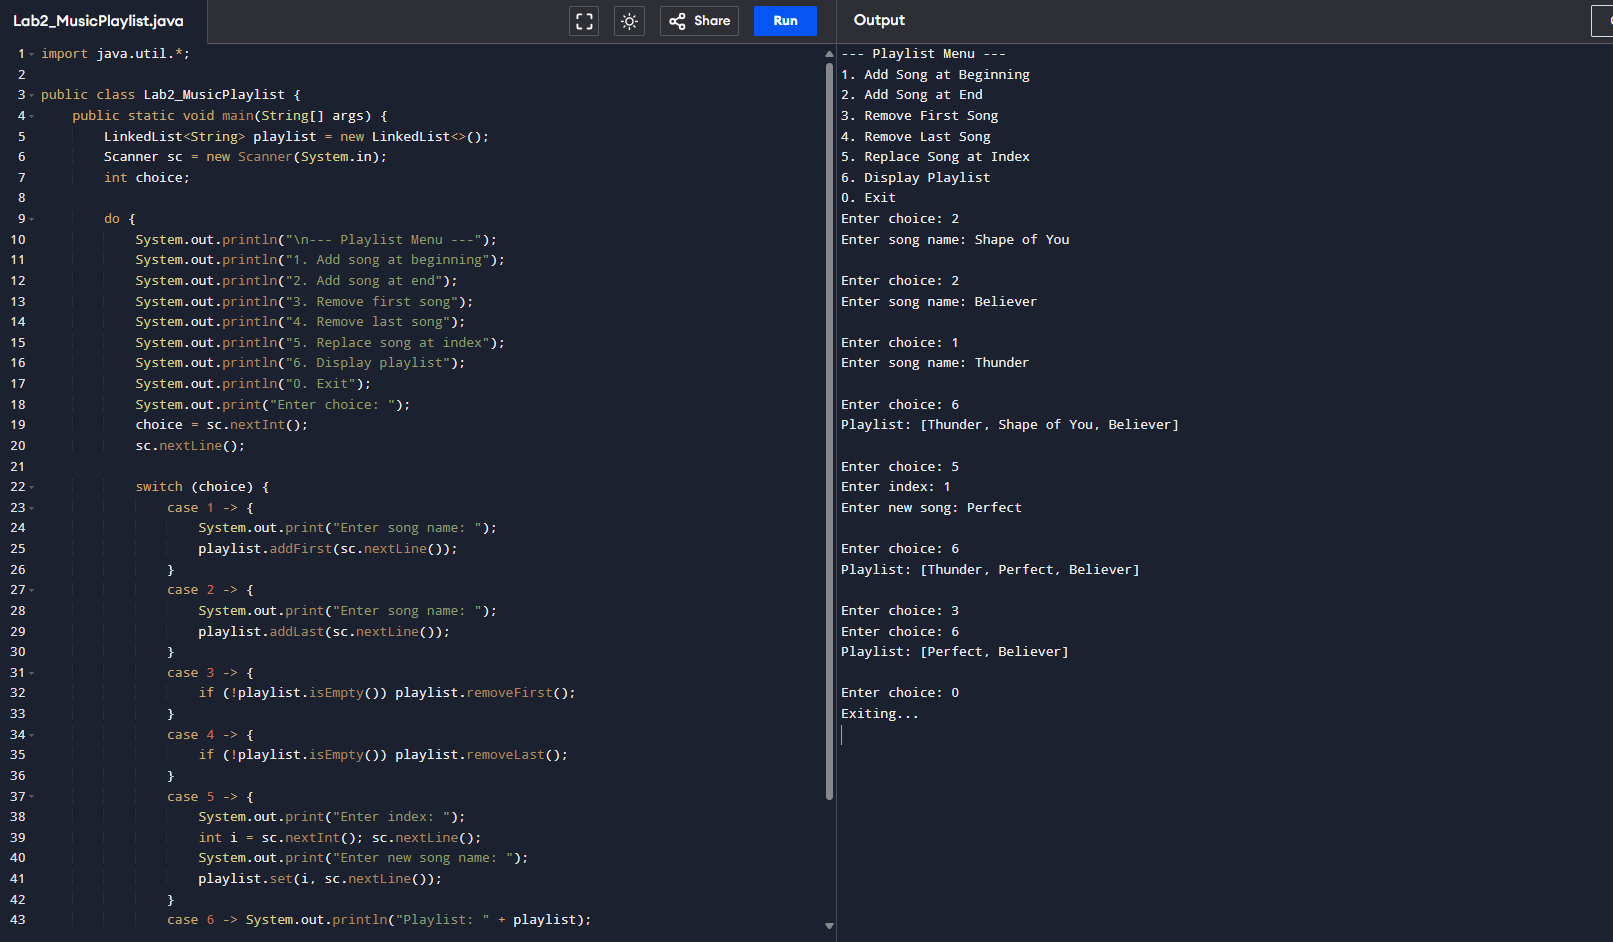 Lab2_MusicPlaylist.java
Share
Run
1 import java.util.*;
2
3 public class Lab2_MusicPlaylist {
4     public static void main(String[] args) {
5         LinkedList<String> playlist = new LinkedList<>();
6         Scanner sc = new Scanner(System.in);
7         int choice;
8
9         do {
10             System.out.println("\n--- Playlist Menu ---");
11             System.out.println("1. Add song at beginning");
12             System.out.println("2. Add song at end");
13             System.out.println("3. Remove first song");
14             System.out.println("4. Remove last song");
15             System.out.println("5. Replace song at index");
16             System.out.println("6. Display playlist");
17             System.out.println("0. Exit");
18             System.out.print("Enter choice: ");
19             choice = sc.nextInt();
20             sc.nextLine();
21
22             switch (choice) {
23                 case 1 -> {
24                     System.out.print("Enter song name: ");
25                     playlist.addFirst(sc.nextLine());
26                 }
27                 case 2 -> {
28                     System.out.print("Enter song name: ");
29                     playlist.addLast(sc.nextLine());
30                 }
31                 case 3 -> {
32                     if (!playlist.isEmpty()) playlist.removeFirst();
33                 }
34                 case 4 -> {
35                     if (!playlist.isEmpty()) playlist.removeLast();
36                 }
37                 case 5 -> {
38                     System.out.print("Enter index: ");
39                     int i = sc.nextInt(); sc.nextLine();
40                     System.out.print("Enter new song name: ");
41                     playlist.set(i, sc.nextLine());
42                 }
43                 case 6 -> System.out.println("Playlist: " + playlist);
Output
--- Playlist Menu ---
1. Add Song at Beginning
2. Add Song at End
3. Remove First Song
4. Remove Last Song
5. Replace Song at Index
6. Display Playlist
0. Exit
Enter choice: 2
Enter song name: Shape of You

Enter choice: 2
Enter song name: Believer

Enter choice: 1
Enter song name: Thunder

Enter choice: 6
Playlist: [Thunder, Shape of You, Believer]

Enter choice: 5
Enter index: 1
Enter new song: Perfect

Enter choice: 6
Playlist: [Thunder, Perfect, Believer]

Enter choice: 3
Enter choice: 6
Playlist: [Perfect, Believer]

Enter choice: 0
Exiting...